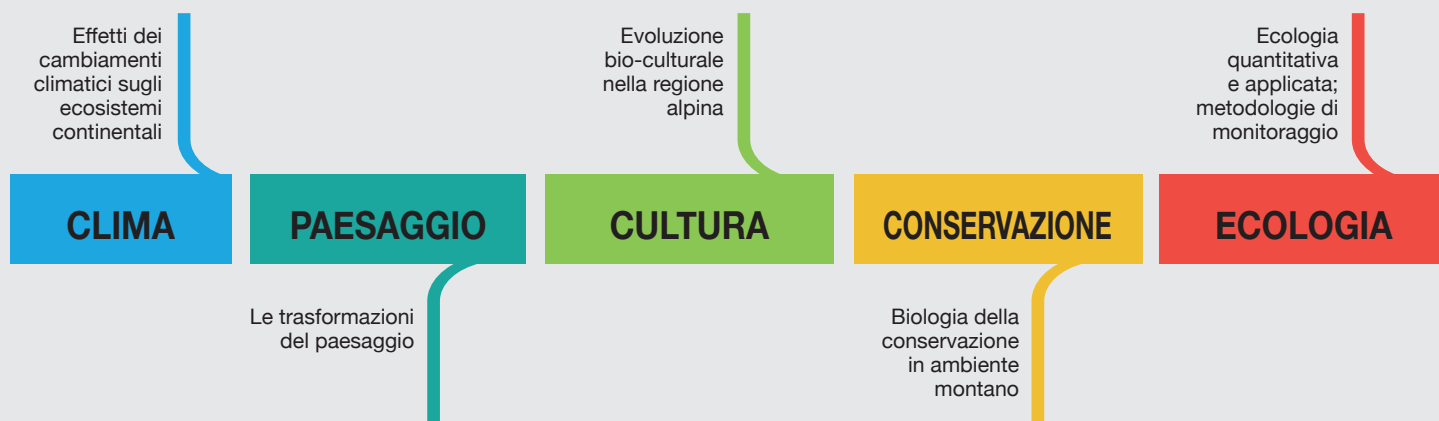 Effetti dei
cambiamenti
climatici sugli
ecosistemi
continentali
CLIMA
PAESAGGIO
Le trasformazioni
del paesaggio
Evoluzione
bio-culturale
nella regione
alpina
CULTURA
CONSERVAZIONE
Biologia della
conservazione
in ambiente
montano
Ecologia
quantitativa
e applicata;
metodologie di
monitoraggio
ECOLOGIA